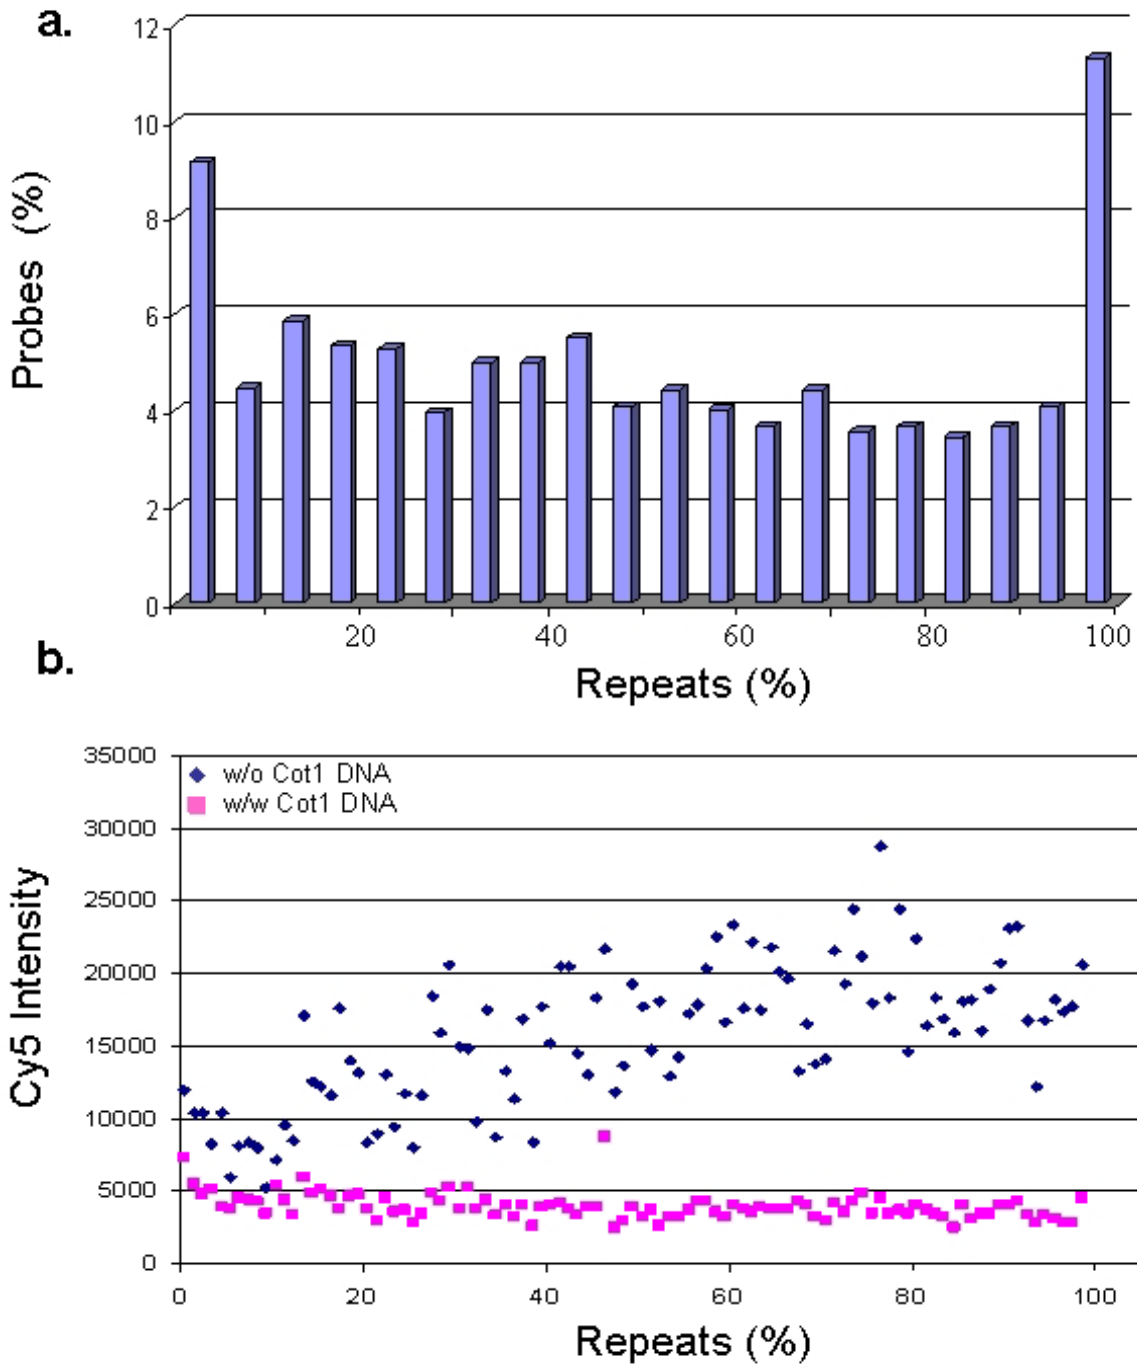 a.
12
10
8
6
4
2
0
Probes (%)
20 40 60 80 100
Repeats (%)
b.
35000
30000
25000
20000
15000
10000
5000
0
Cy5 Intensity
w/o Cot1 DNA
w/w Cot1 DNA
0 20 40 60 80 100
Repeats (%)